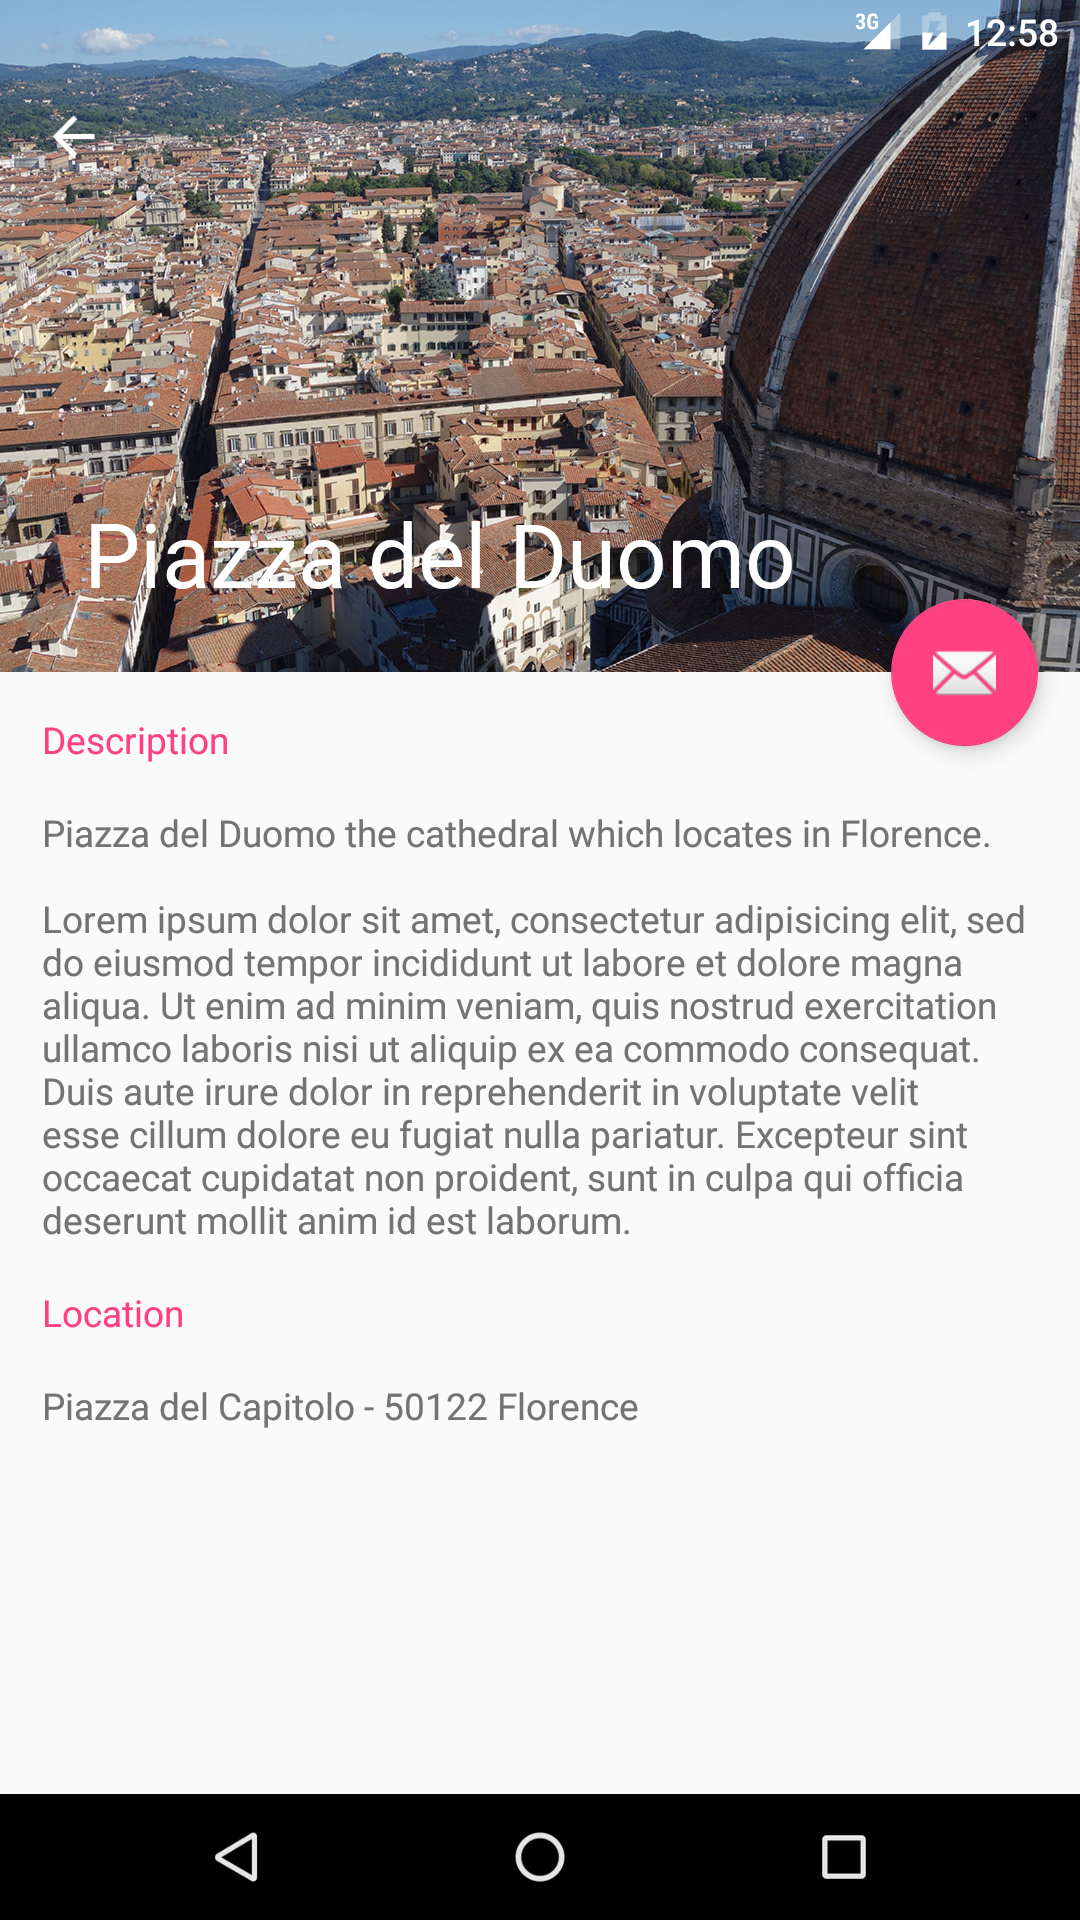 3G 12:58
Piazza del Duomo
Description
Piazza del Duomo the cathedral which locates in Florence.
Lorem ipsum dolor sit amet, consectetur adipisicing elit, sed
do eiusmod tempor incididunt ut labore et dolore magna
aliqua. Ut enim ad minim veniam, quis nostrud exercitation
ullamco laboris nisi ut aliquip ex ea commodo consequat.
Duis aute irure dolor in reprehenderit in voluptate velit
esse cillum dolore eu fugiat nulla pariatur. Excepteur sint
occaecat cupidatat non proident, sunt in culpa qui officia
deserunt mollit anim id est laborum.
Location
Piazza del Capitolo - 50122 Florence